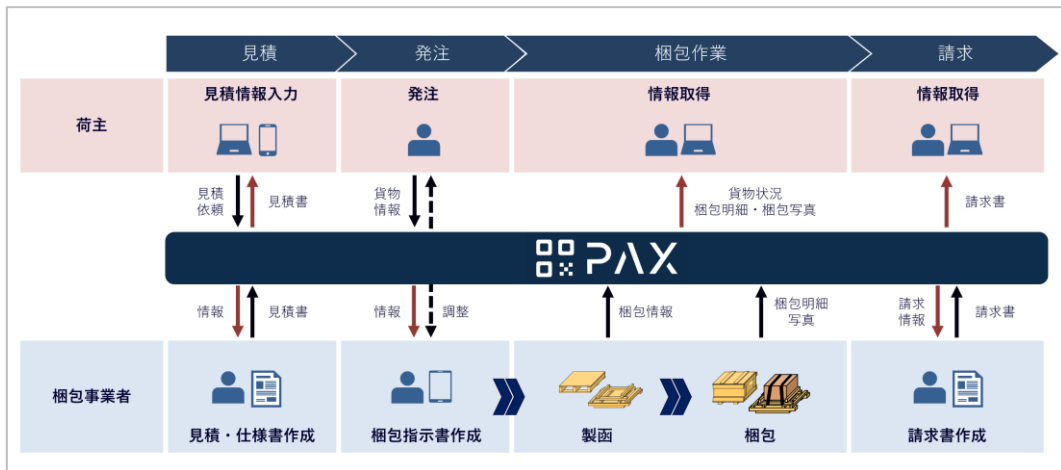 見積
発注
梱包作業
請求
荷主
見積情報入力
発注
情報取得
情報取得
見積
依頼
見積書
貨物
情報
貨物状況
梱包明細・梱包写真
請求書
PAX
情報
見積書
情報
調整
梱包情報
梱包明細
写真
請求
情報
請求書
梱包事業者
見積・仕様書作成
梱包指示書作成
製函
梱包
請求書作成